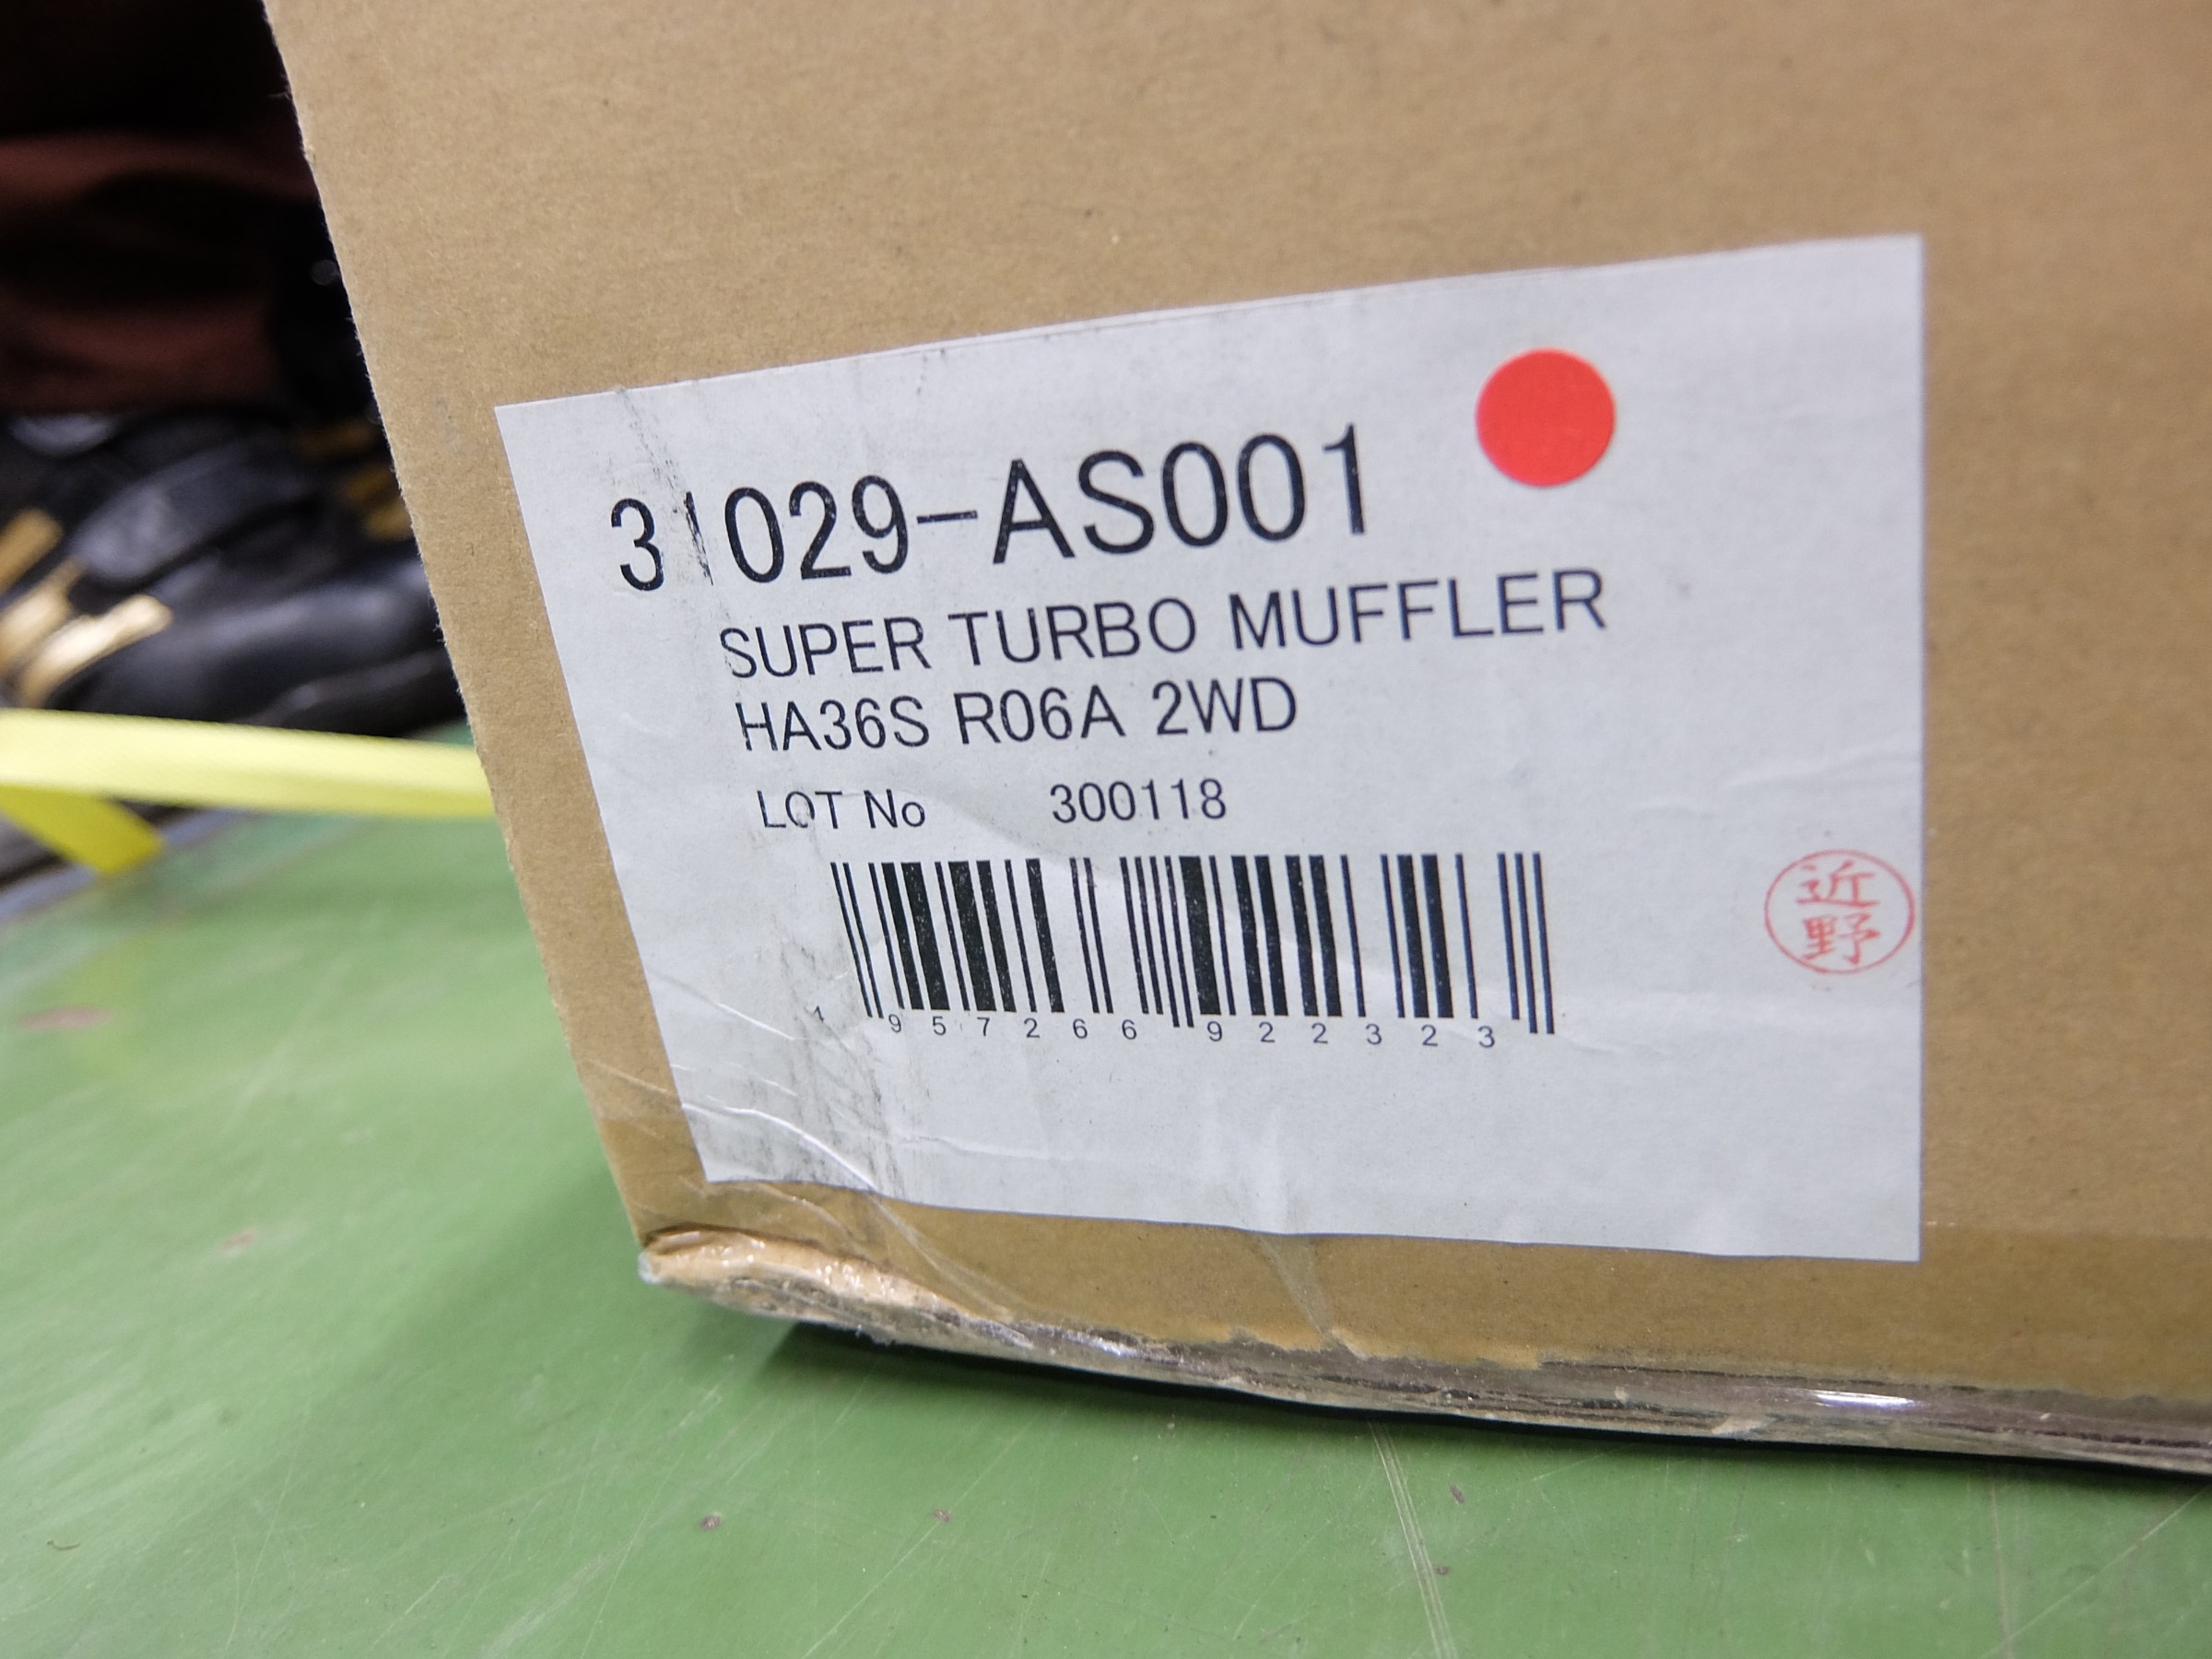 31029-AS001
SUPER TURBO MUFFLER
HA36S R06A 2WD
LOT No 300118
4 957266 922323
近野